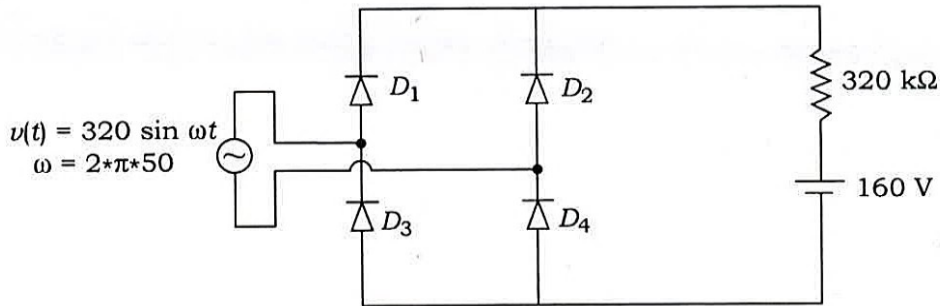 D₁
D₂
320 kΩ
ν(t) = 320 sin ωt
ω = 2*π*50
160 V
D₃
D₄